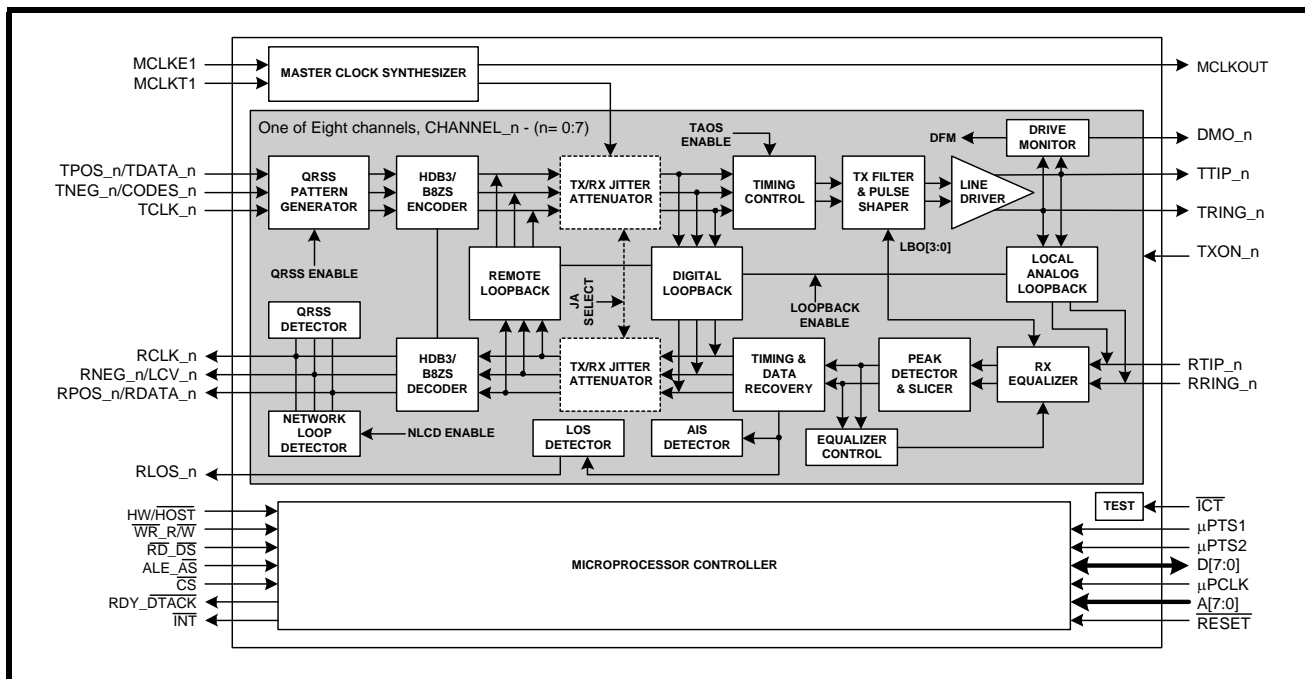 MCLKE1
MCLKT1
MASTER CLOCK SYNTHESIZER
MCLKOUT
One of Eight channels, CHANNEL_n - (n= 0:7)
TAOS
ENABLE
DFM
DRIVE
MONITOR
DMO_n
TPOS_n/TDATA_n
TNEG_n/CODES_n
TCLK_n
QRSS
PATTERN
GENERATOR
HDB3/
B8ZS
ENCODER
TX/RX JITTER
ATTENUATOR
TIMING
CONTROL
TX FILTER
& PULSE
SHAPER
LINE
DRIVER
TTIP_n
TRING_n
TXON_n
QRSS ENABLE
REMOTE
LOOPBACK
JA
SELECT
DIGITAL
LOOPBACK
LOOPBACK
ENABLE
LBO[3:0]
LOCAL
ANALOG
LOOPBACK
QRSS
DETECTOR
RCLK_n
RNEG_n/LCV_n
RPOS_n/RDATA_n
HDB3/
B8ZS
DECODER
TX/RX JITTER
ATTENUATOR
TIMING &
DATA
RECOVERY
PEAK
DETECTOR
& SLICER
RX
EQUALIZER
RTIP_n
RRING_n
NETWORK
LOOP
DETECTOR
NLCD ENABLE
LOS
DETECTOR
AIS
DETECTOR
EQUALIZER
CONTROL
RLOS_n
TEST
ICT
HW/HOST
WR_R/W
RD_DS
ALE_AS
CS
RDY_DTACK
INT
MICROPROCESSOR CONTROLLER
µPTS1
µPTS2
D[7:0]
µPCLK
A[7:0]
RESET